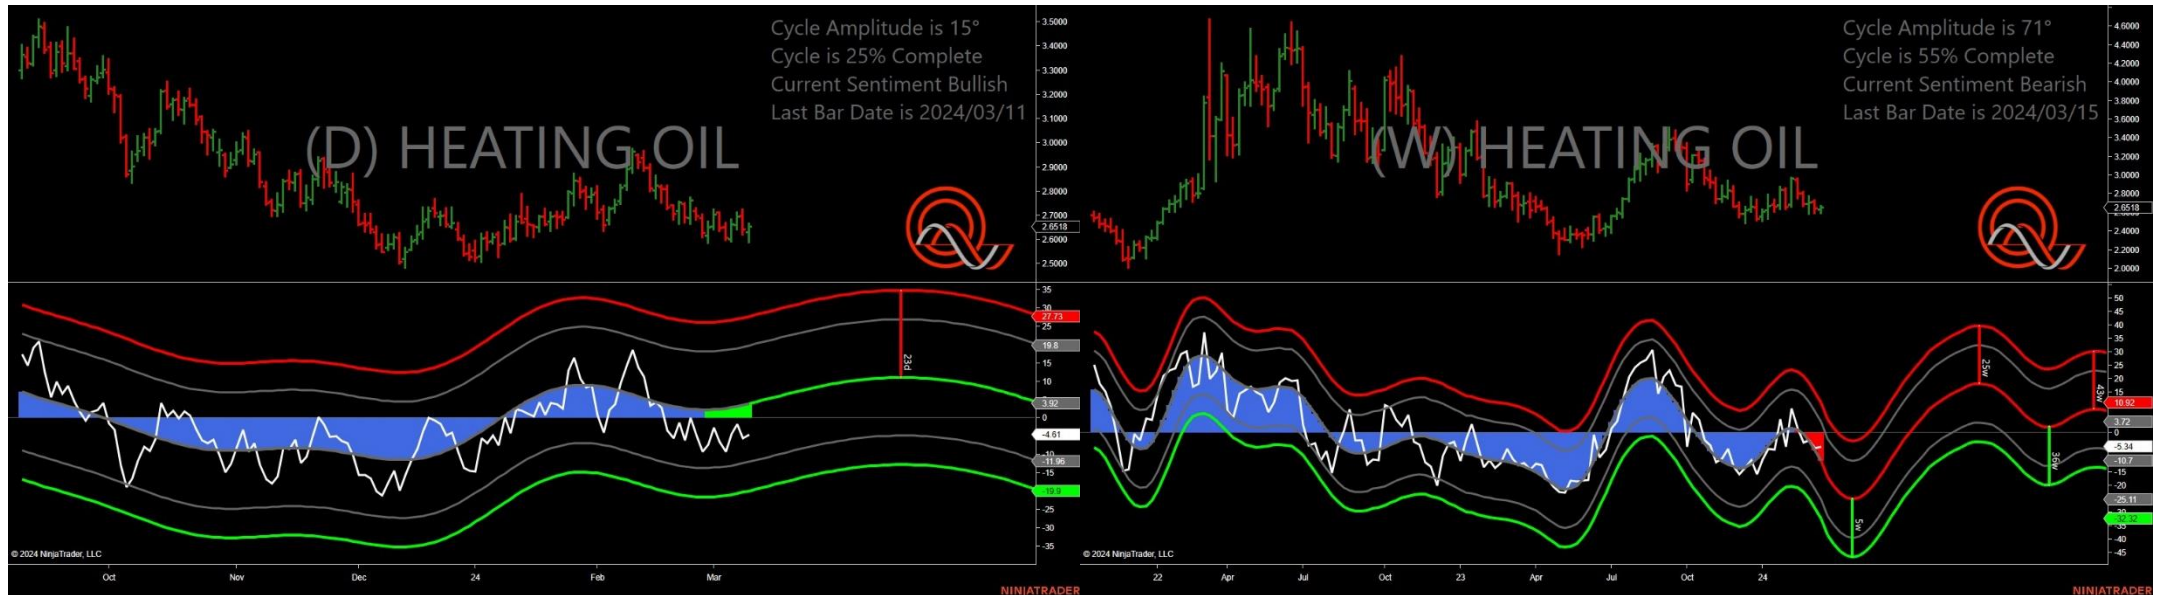 Cycle Amplitude is 15°
Cycle is 25% Complete
Current Sentiment Bullish
Last Bar Date is 2024/03/11
(D) HEATING OIL
3.5000
3.4000
3.3000
3.2000
3.1000
3.0000
2.9000
2.8000
2.7000
2.6518
2.6000
2.5000
35
30
27.73
25
19.8
15
10
5
3.92
0
-4.61
-10
-11.96
-15
-19.9
-25
-30
-35
23d
© 2024 NinjaTrader, LLC
Oct
Nov
Dec
24
Feb
Mar
NINJATRADER
Cycle Amplitude is 71°
Cycle is 55% Complete
Current Sentiment Bearish
Last Bar Date is 2024/03/15
(W) HEATING OIL
4.6000
4.4000
4.2000
4.0000
3.8000
3.6000
3.4000
3.2000
3.0000
2.8000
2.6518
2.4000
2.2000
2.0000
50
45
40
35
30
25
20
15
10.92
3.72
0
-5.34
-10.7
-15
-20
-25.11
-32.32
-35
-40
-45
25w
43w
36w
5w
© 2024 NinjaTrader, LLC
22
Apr
Jul
Oct
23
Apr
Jul
Oct
24
NINJATRADER